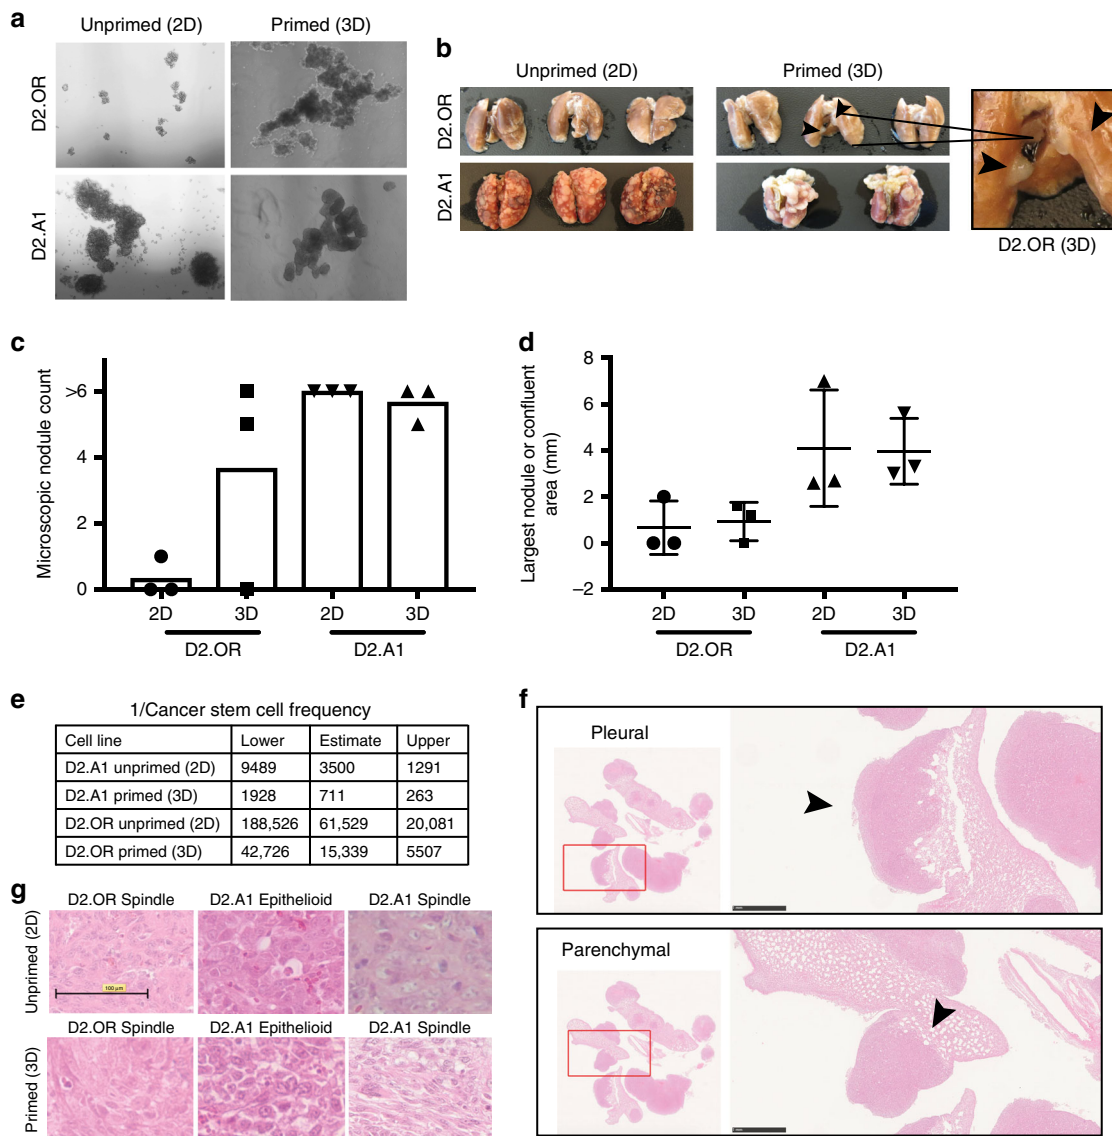 a
Unprimed (2D)
Primed (3D)
D2.OR
D2.A1
b
Unprimed (2D)
Primed (3D)
D2.OR
D2.A1
D2.OR (3D)
c
Microscopic nodule count
>6
4
2
0
2D 3D 2D 3D
D2.OR D2.A1
d
Largest nodule or confluent
area (mm)
8
6
4
2
0
−2
2D 3D 2D 3D
D2.OR D2.A1
e
1/Cancer stem cell frequency
Cell line Lower Estimate Upper
D2.A1 unprimed (2D) 9489 3500 1291
D2.A1 primed (3D) 1928 711 263
D2.OR unprimed (2D) 188,526 61,529 20,081
D2.OR primed (3D) 42,726 15,339 5507
f
Pleural
Parenchymal
g
D2.OR Spindle D2.A1 Epithelioid D2.A1 Spindle
Unprimed (2D)
100 µm
D2.OR Spindle D2.A1 Epithelioid D2.A1 Spindle
Primed (3D)